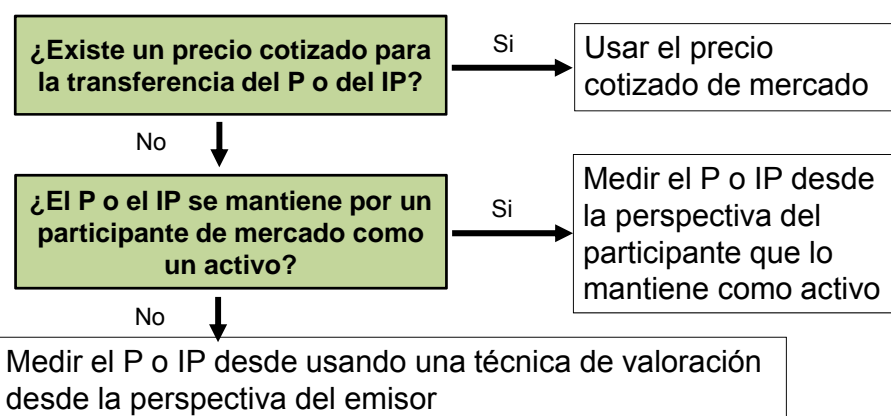 ¿Existe un precio cotizado para
la transferencia del P o del IP?
Si
Usar el precio
cotizado de mercado
No
¿El P o el IP se mantiene por un
participante de mercado como
un activo?
Si
Medir el P o IP desde
la perspectiva del
participante que lo
mantiene como activo
No
Medir el P o IP desde usando una técnica de valoración
desde la perspectiva del emisor